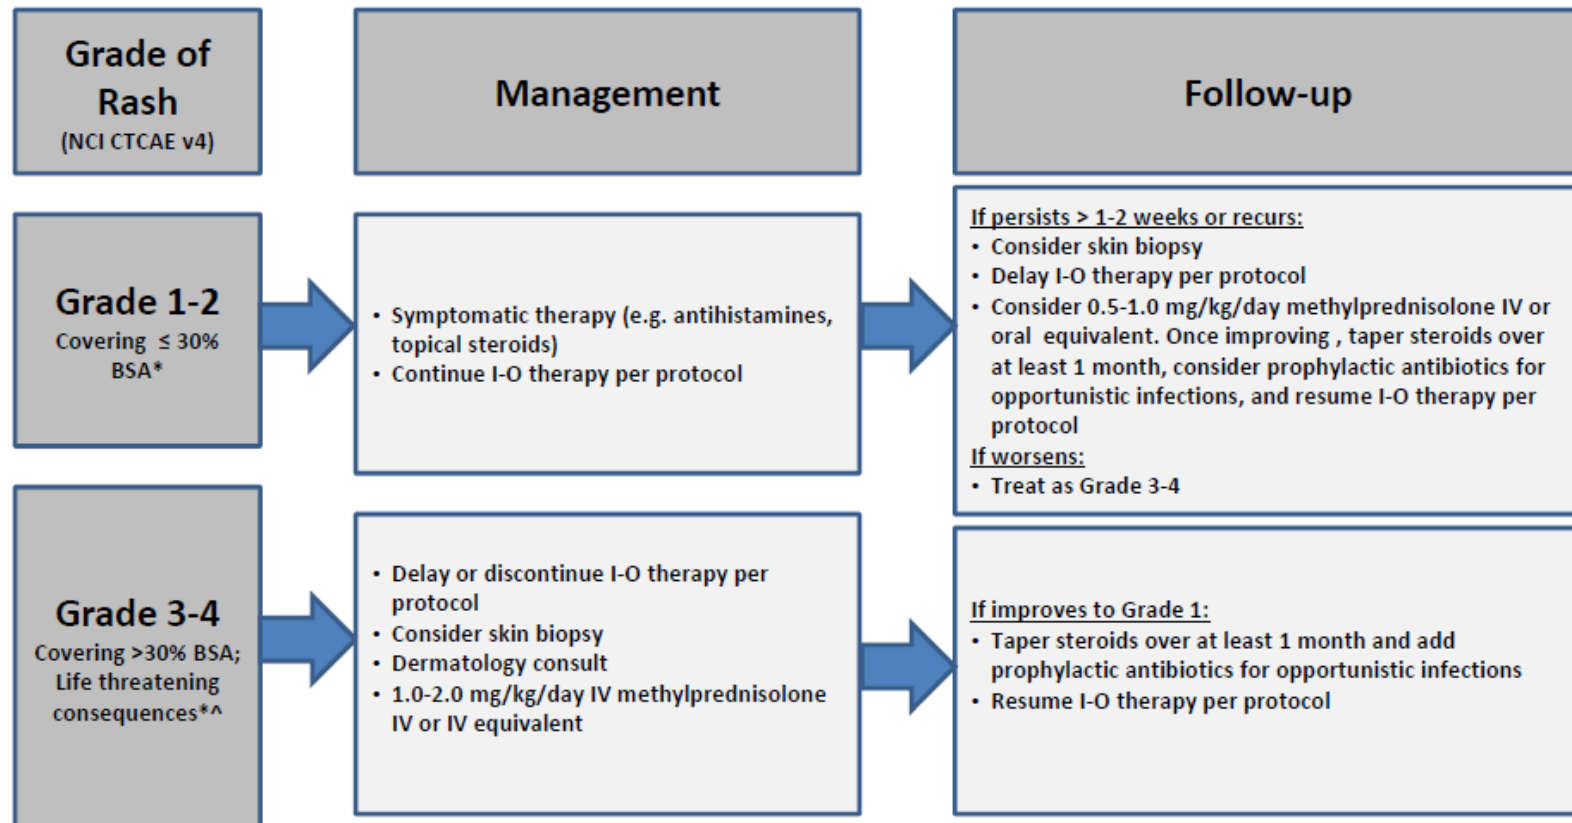 Grade of
Rash
(NCI CTCAE v4)
Management
Follow-up
Grade 1-2
Covering ≤ 30%
BSA*
• Symptomatic therapy (e.g. antihistamines,
topical steroids)
• Continue I-O therapy per protocol
If persists > 1-2 weeks or recurs:
• Consider skin biopsy
• Delay I-O therapy per protocol
• Consider 0.5-1.0 mg/kg/day methylprednisolone IV or
oral equivalent. Once improving , taper steroids over
at least 1 month, consider prophylactic antibiotics for
opportunistic infections, and resume I-O therapy per
protocol
If worsens:
• Treat as Grade 3-4
Grade 3-4
Covering >30% BSA;
Life threatening
consequences*^
• Delay or discontinue I-O therapy per
protocol
• Consider skin biopsy
• Dermatology consult
• 1.0-2.0 mg/kg/day IV methylprednisolone
IV or IV equivalent
If improves to Grade 1:
• Taper steroids over at least 1 month and add
prophylactic antibiotics for opportunistic infections
• Resume I-O therapy per protocol